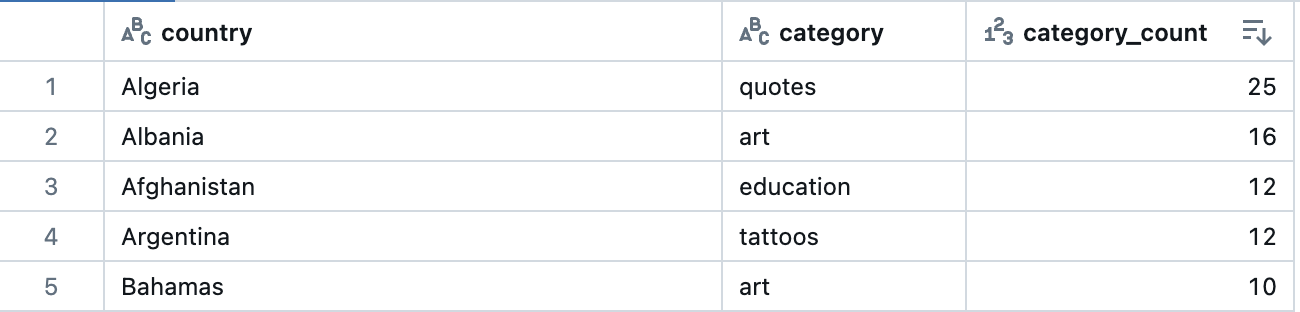 ABC country ABC category 123 category_count
1 Algeria quotes 25
2 Albania art 16
3 Afghanistan education 12
4 Argentina tattoos 12
5 Bahamas art 10